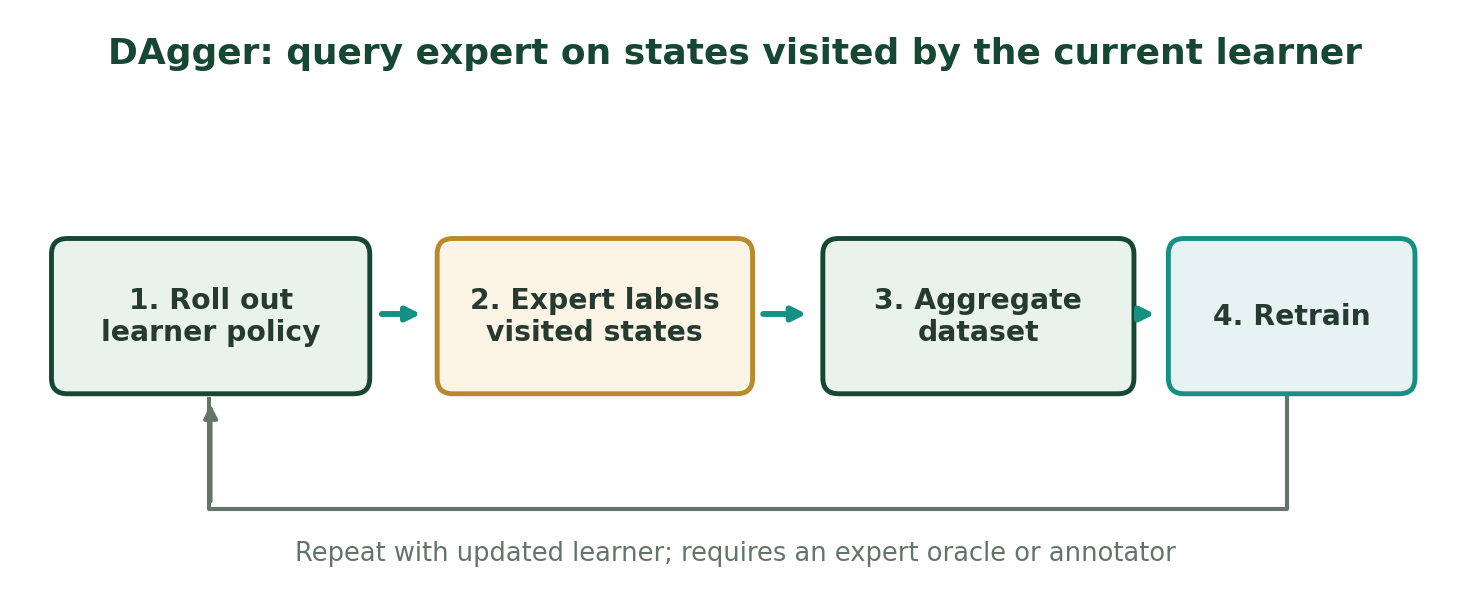 DAgger: query expert on states visited by the current learner
1. Roll out
learner policy
2. Expert labels
visited states
3. Aggregate
dataset
4. Retrain
Repeat with updated learner; requires an expert oracle or annotator